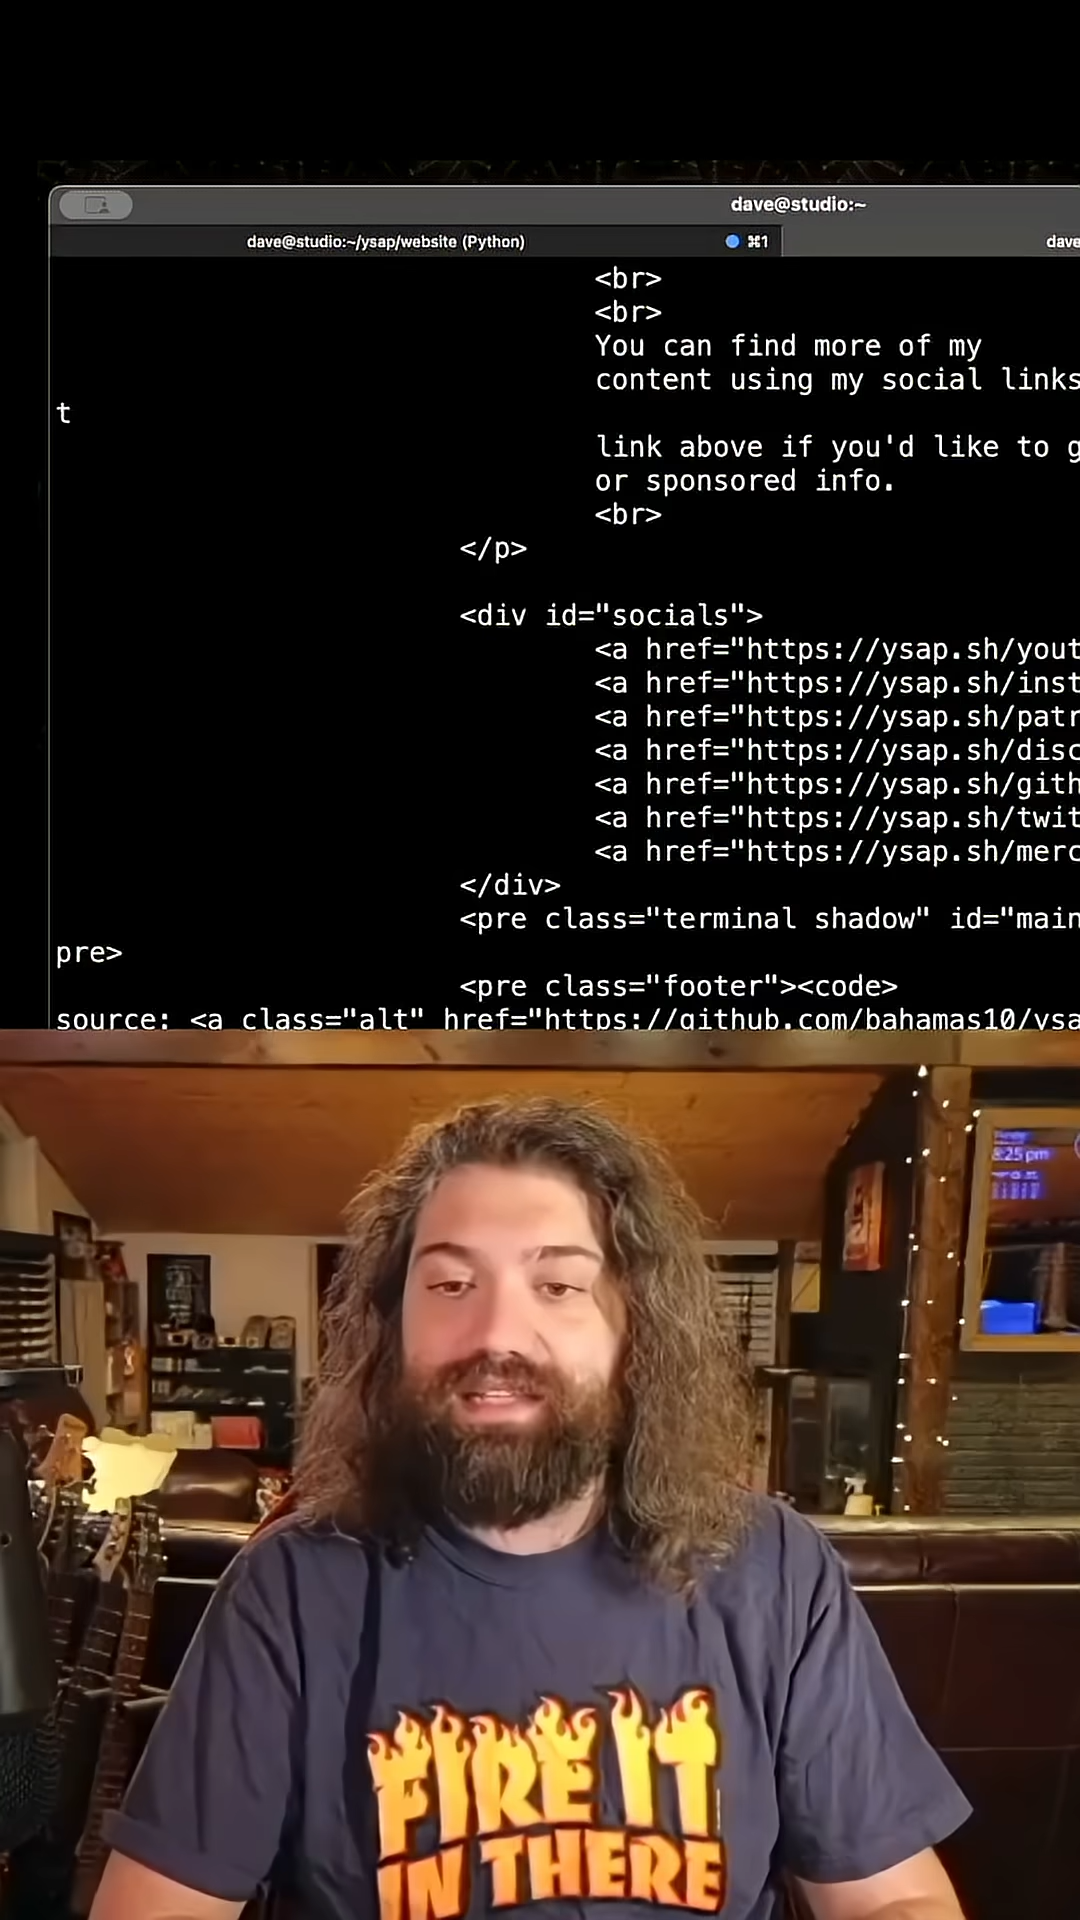 dave@studio:~
dave@studio:~/ysap/website (Python)
⌘1
dave
<br>
<br>
You can find more of my
content using my social links
t
link above if you'd like to g
or sponsored info.
<br>
</p>
<div id="socials">
<a href="https://ysap.sh/yout
<a href="https://ysap.sh/inst
<a href="https://ysap.sh/patr
<a href="https://ysap.sh/disc
<a href="https://ysap.sh/gith
<a href="https://ysap.sh/twit
<a href="https://ysap.sh/merc
</div>
<pre class="terminal shadow" id="main
pre>
<pre class="footer"><code>
source: <a class="alt" href="https://github.com/bahamas10/ysa
8:25 pm
FIRE IT
IN THERE